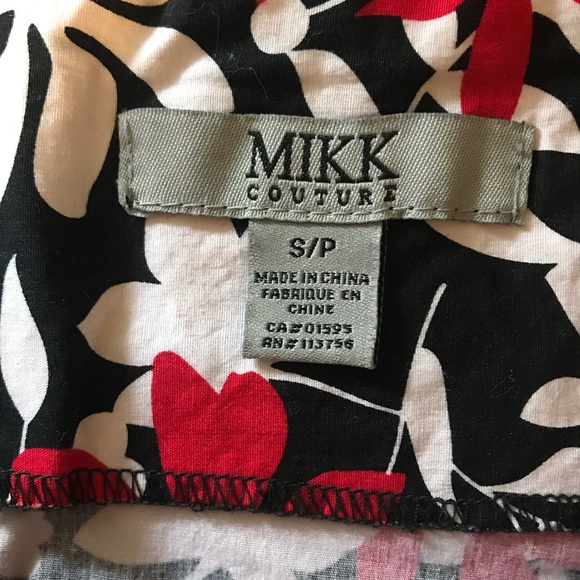 MIKK
COUTURE
S/P
MADE IN CHINA
FABRIQUE EN
CHINE
CA# 01595
RN# 113756